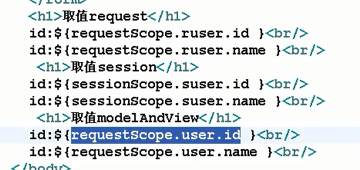 </form>
<h1>取值request</h1>
id:${requestScope.ruser.id }<br/>
id:${requestScope.ruser.name }<br/>
<h1>取值session</h1>
id:${sessionScope.suser.id }<br/>
id:${sessionScope.suser.name }<br/>
<h1>取值modelAndView</h1>
id:${requestScope.user.id }<br/>
id:${requestScope.user.name }<br/>
</body>